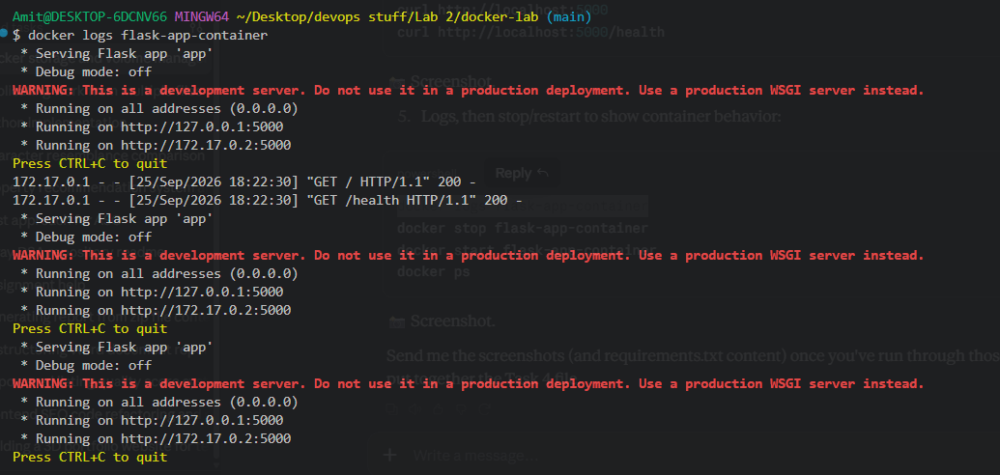 Amit@DESKTOP-6DCNV66 MINGW64 ~/Desktop/devops stuff/Lab 2/docker-lab (main)
$ docker logs flask-app-container
 * Serving Flask app 'app'
 * Debug mode: off
WARNING: This is a development server. Do not use it in a production deployment. Use a production WSGI server instead.
 * Running on all addresses (0.0.0.0)
 * Running on http://127.0.0.1:5000
 * Running on http://172.17.0.2:5000
Press CTRL+C to quit
172.17.0.1 - - [25/Sep/2026 18:22:30] "GET / HTTP/1.1" 200 -
172.17.0.1 - - [25/Sep/2026 18:22:30] "GET /health HTTP/1.1" 200 -
 * Serving Flask app 'app'
 * Debug mode: off
WARNING: This is a development server. Do not use it in a production deployment. Use a production WSGI server instead.
 * Running on all addresses (0.0.0.0)
 * Running on http://127.0.0.1:5000
 * Running on http://172.17.0.2:5000
Press CTRL+C to quit
 * Serving Flask app 'app'
 * Debug mode: off
WARNING: This is a development server. Do not use it in a production deployment. Use a production WSGI server instead.
 * Running on all addresses (0.0.0.0)
 * Running on http://127.0.0.1:5000
 * Running on http://172.17.0.2:5000
Press CTRL+C to quit
curl http://localhost:5000
curl http://localhost:5000/health
Screenshot.
5. Logs, then stop/restart to show container behavior:
Reply
docker stop flask-app-container
docker start flask-app-container
docker ps
Screenshot.
Send me the screenshots (and requirements.txt content) once you've run through
put together the Task 4 file.
Write a message...